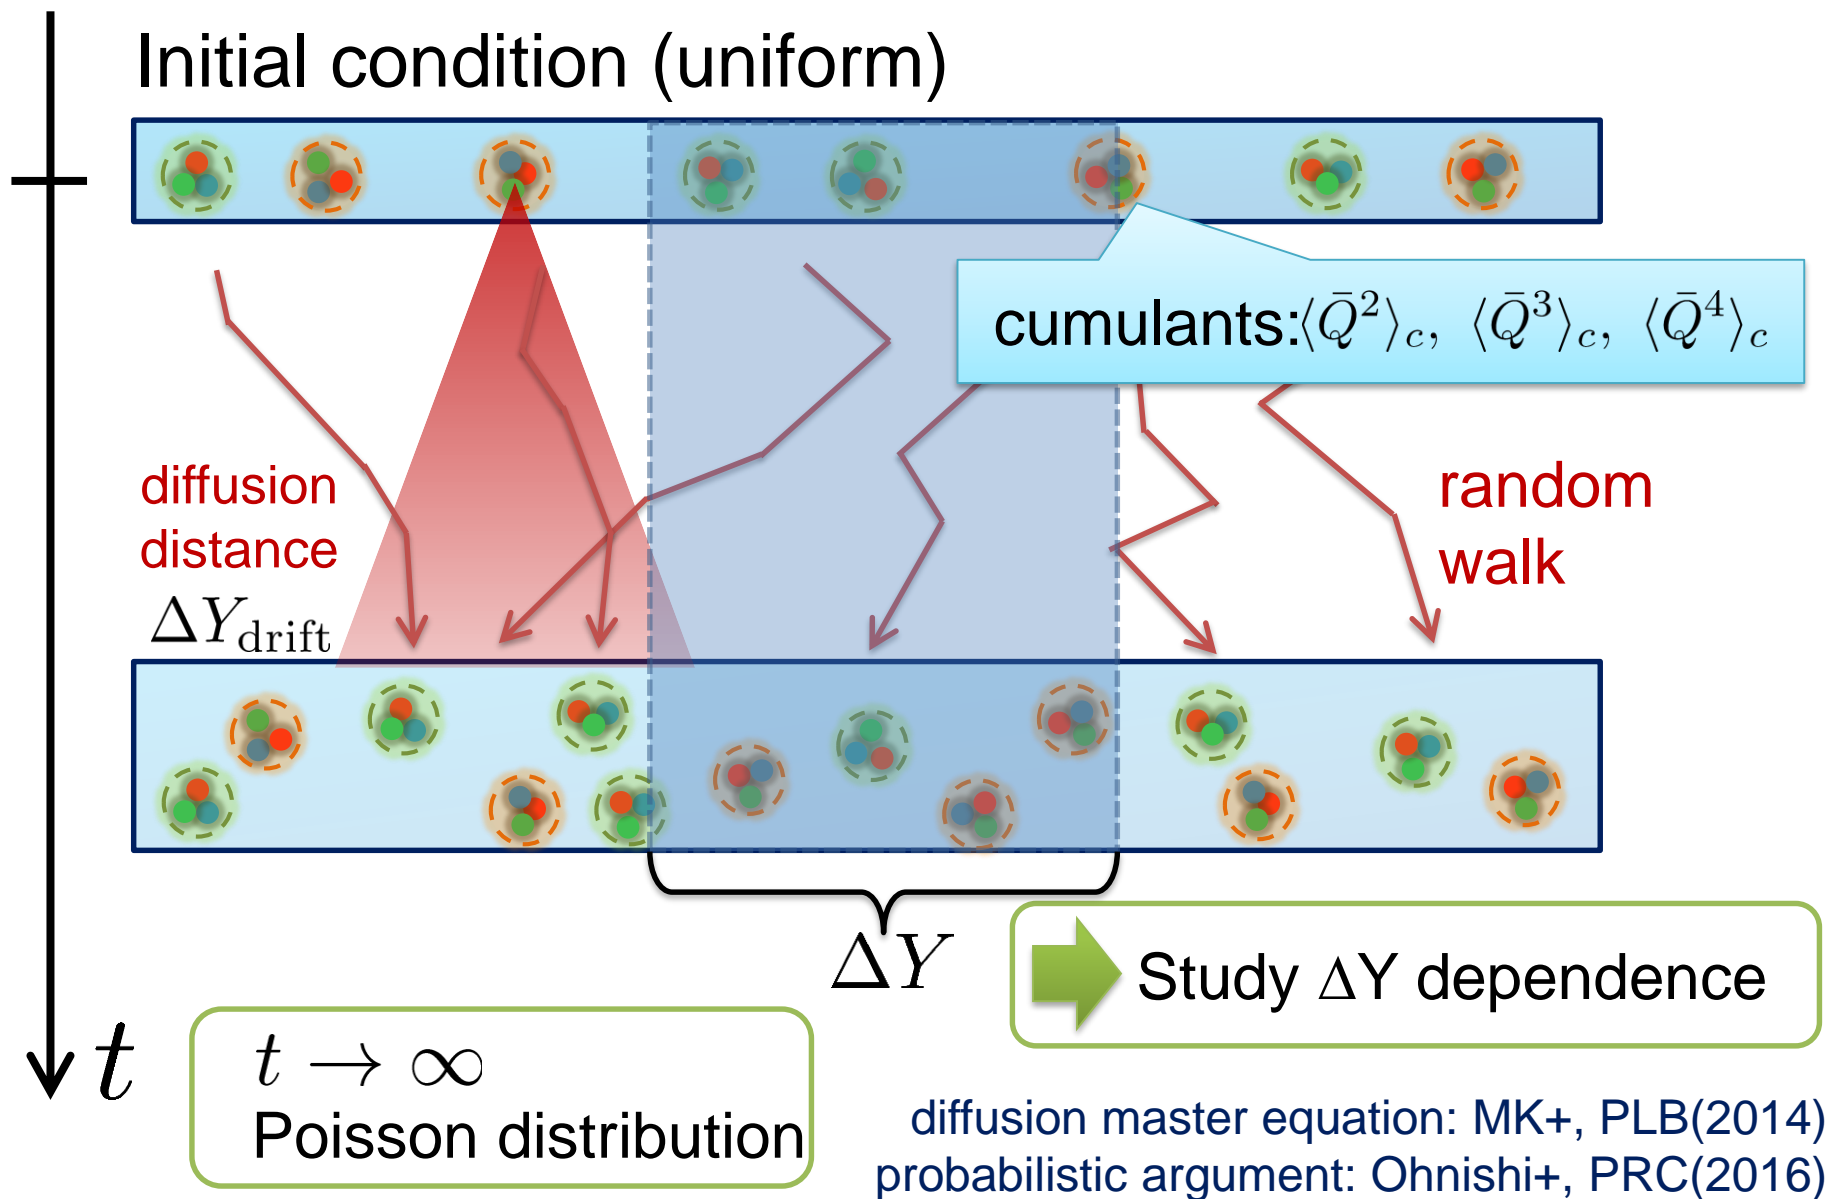 Initial condition (uniform)
cumulants:⟨Q̄²⟩c, ⟨Q̄³⟩c, ⟨Q̄⁴⟩c
diffusion
distance
ΔY_drift
random
walk
ΔY
Study ΔY dependence
t
t → ∞
Poisson distribution
diffusion master equation: MK+, PLB(2014)
probabilistic argument: Ohnishi+, PRC(2016)